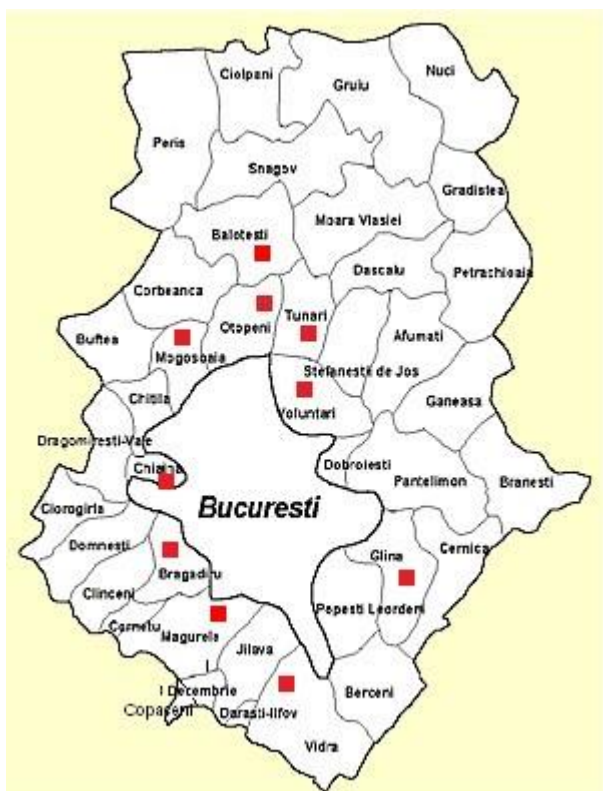 Ciolpani
Nuci
Gruiu
Peris
Snagov
Gradistea
Moara Vlasiei
Balotesti
Dascalu
Petrachioaia
Corbeanca
Tunari
Otopeni
Buftea
Afumati
Mogosoaia
Stefanestii de Jos
Chitila
Ganeasa
Voluntari
Dragomiresti-Vale
Dobroiesti
Chiajna
Pantelimon
Branesti
Bucuresti
Ciorogirla
Domnesti
Glina
Cernica
Bragadiru
Clinceni
Popesti Leordeni
Cornetu
Magurele
Jilava
1 Decembrie
Berceni
Copaceni
Darasti-Ilfov
Vidra